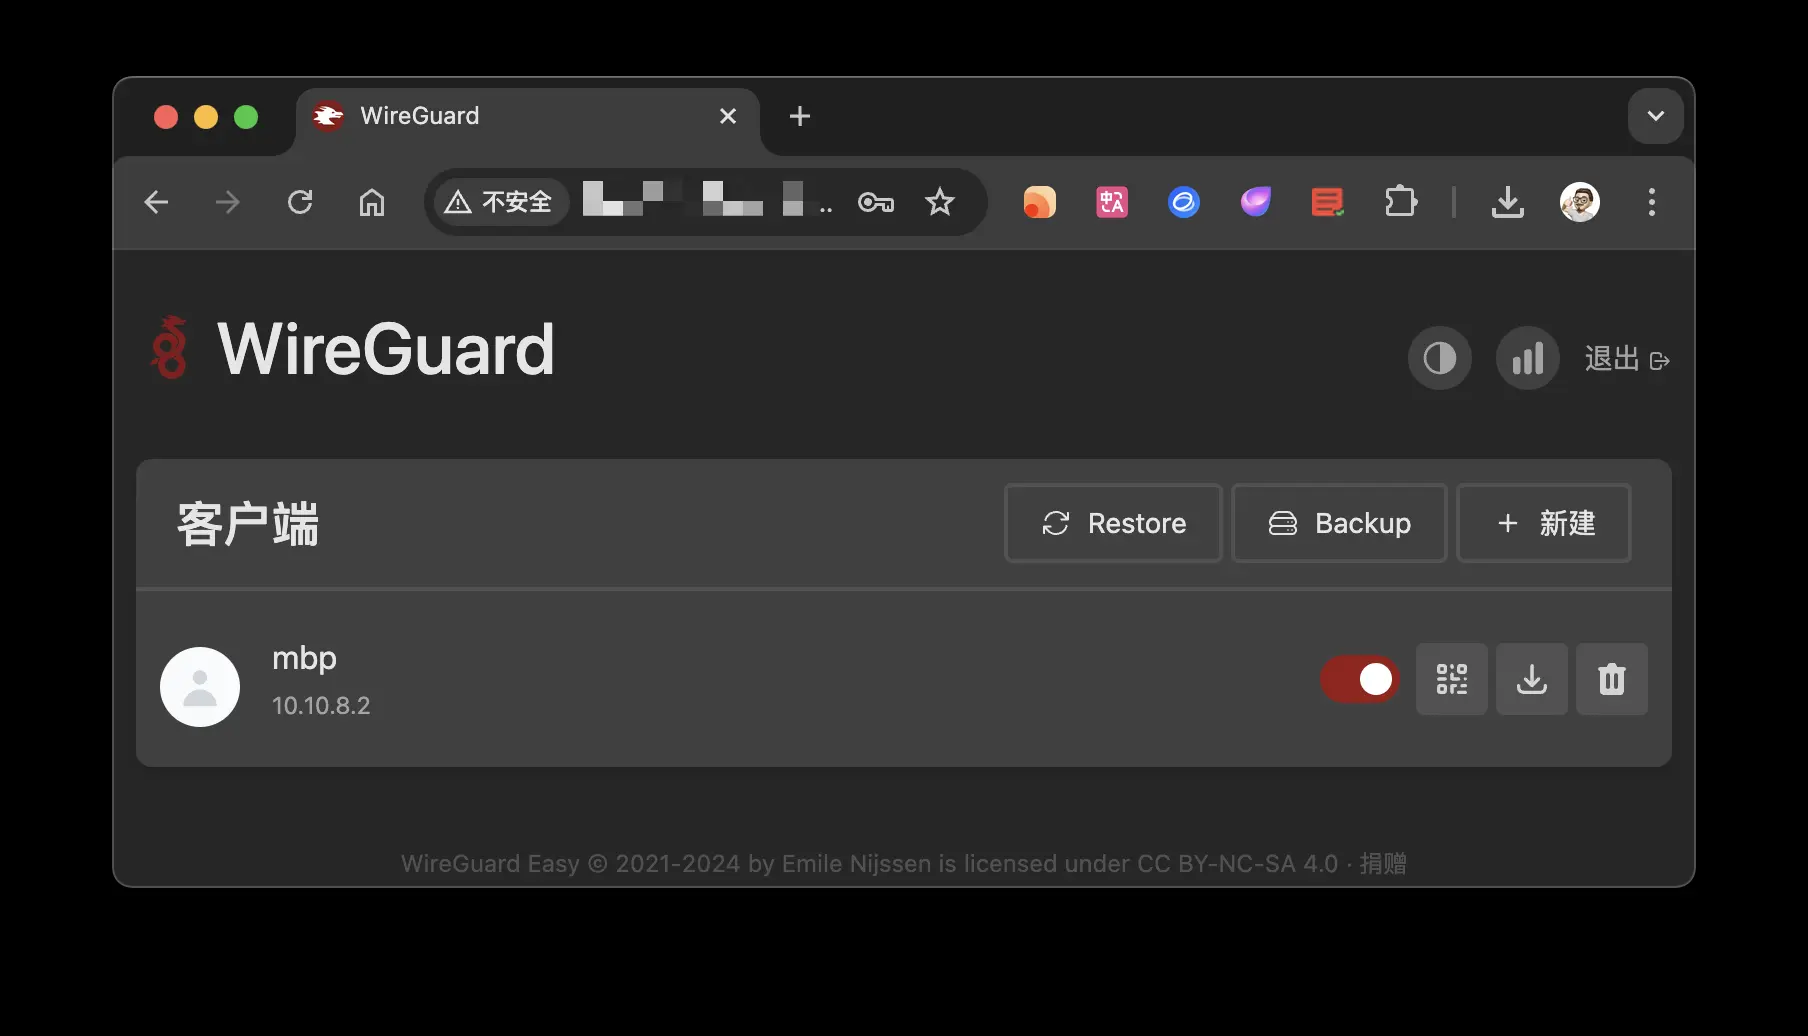 WireGuard
不安全
..
WireGuard
退出
客户端
Restore
Backup
新建
mbp
10.10.8.2
WireGuard Easy © 2021-2024 by Emile Nijssen is licensed under CC BY-NC-SA 4.0 · 捐赠